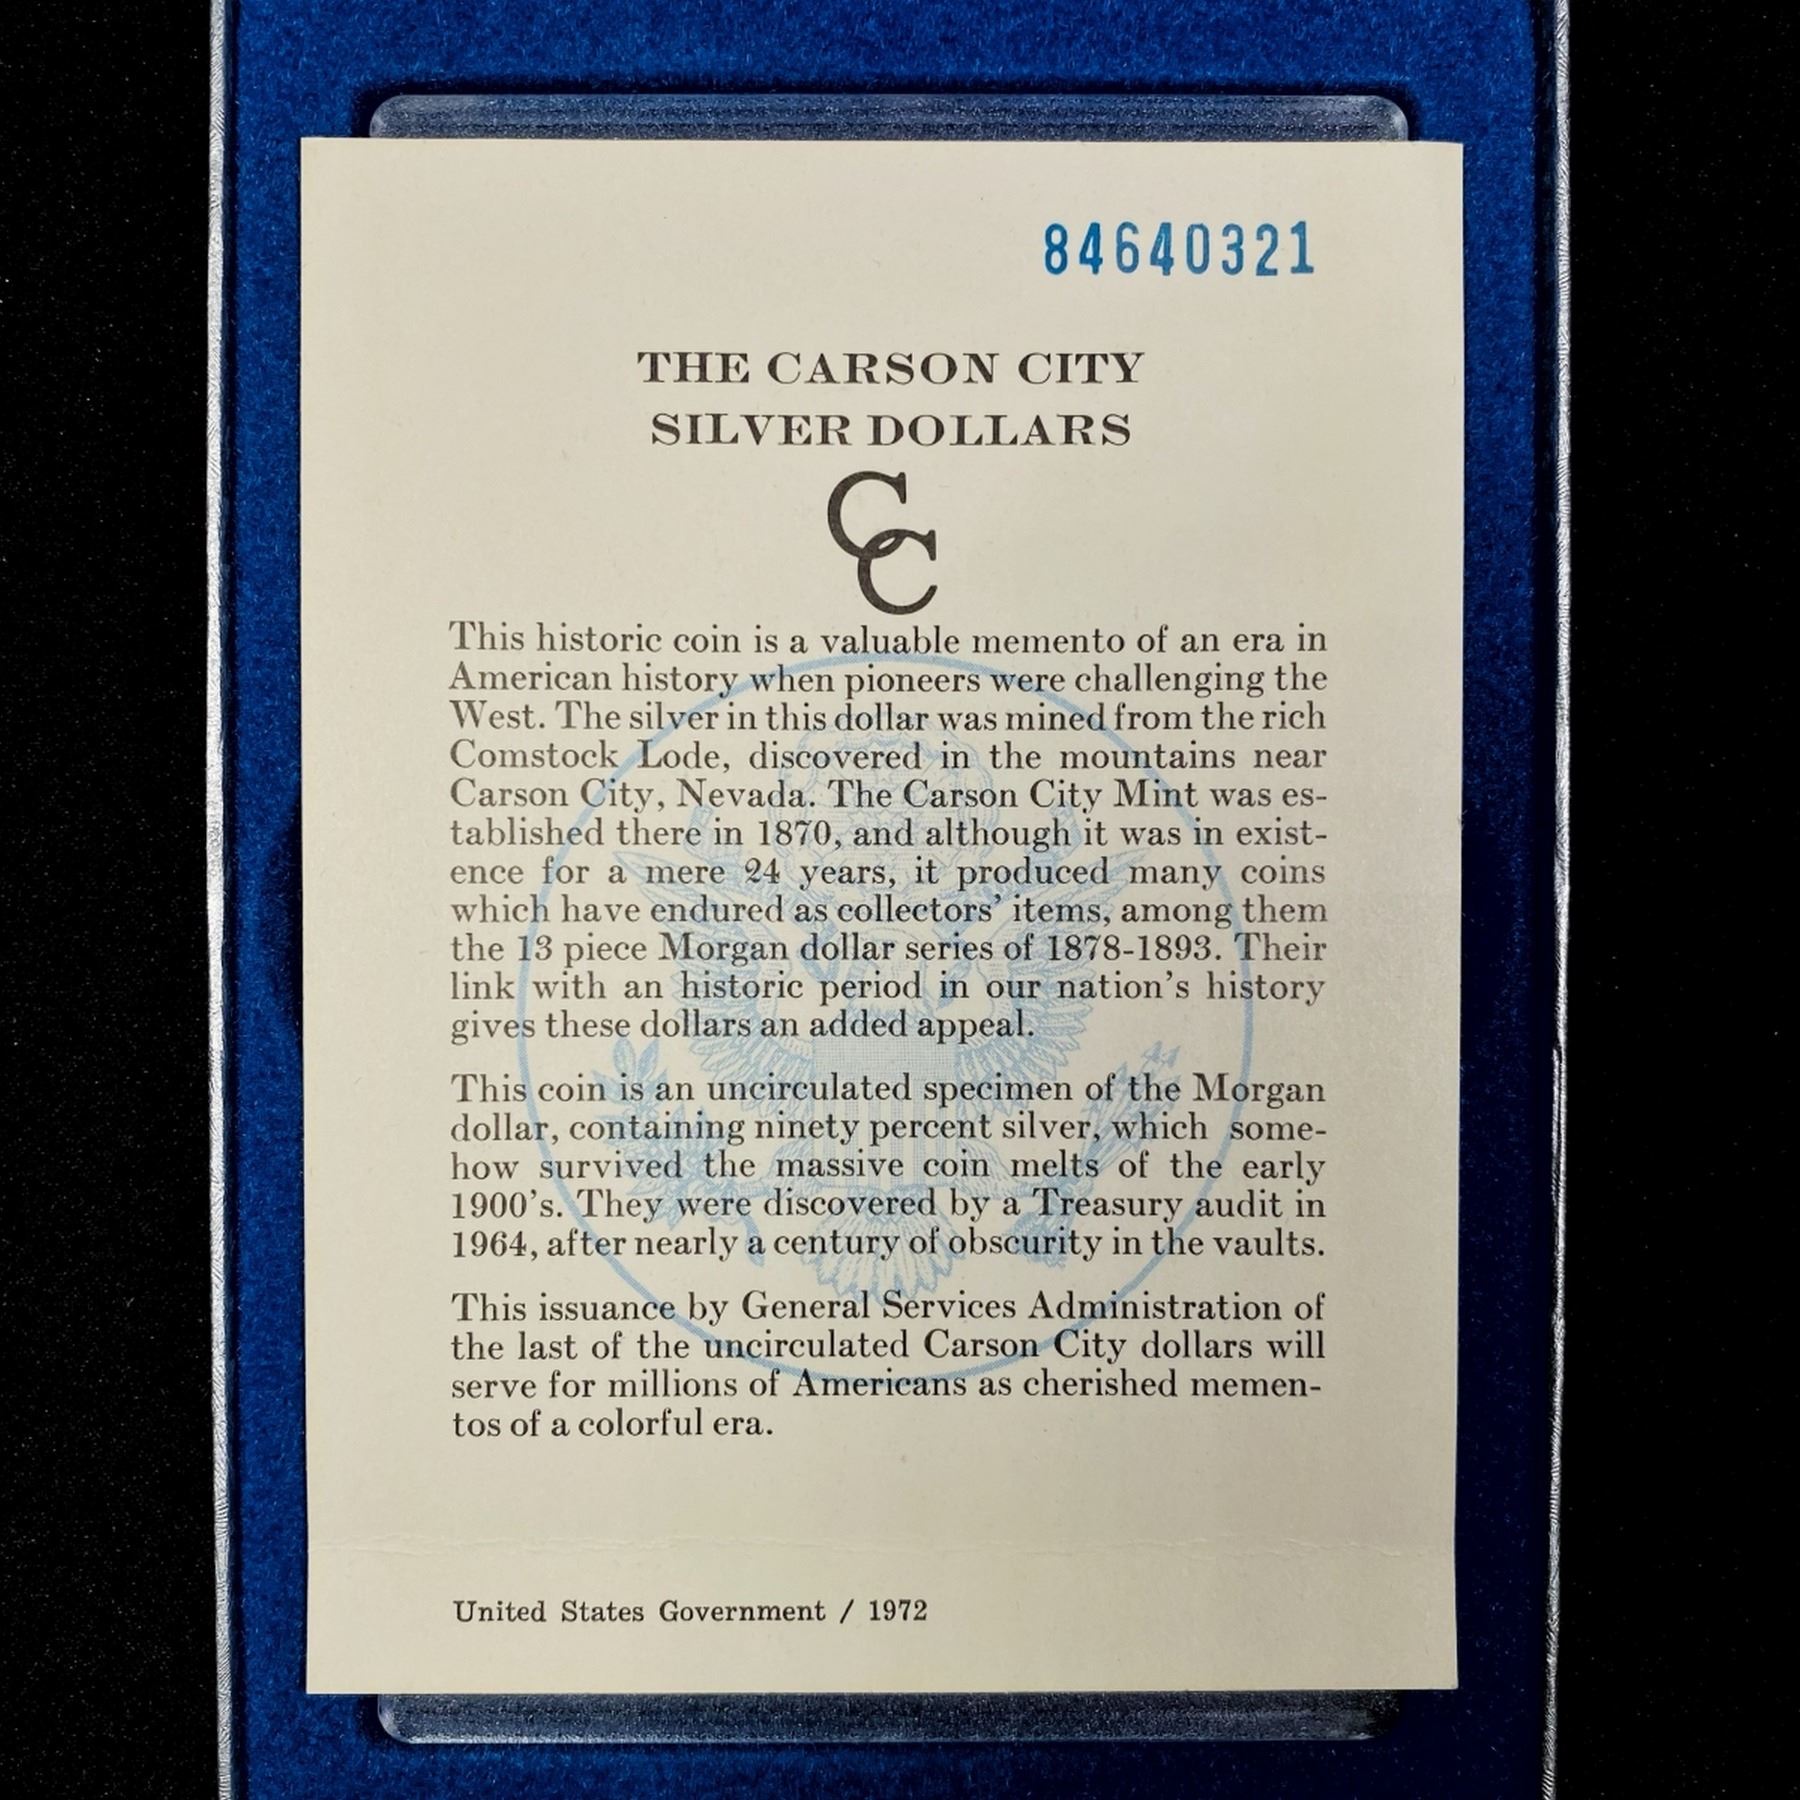 84640321
THE CARSON CITY
SILVER DOLLARS
CC
This historic coin is a valuable memento of an era in
American history when pioneers were challenging the
West. The silver in this dollar was mined from the rich
Comstock Lode, discovered in the mountains near
Carson City, Nevada. The Carson City Mint was es-
tablished there in 1870, and although it was in exist-
ence for a mere 24 years, it produced many coins
which have endured as collectors' items, among them
the 13 piece Morgan dollar series of 1878-1893. Their
link with an historic period in our nation's history
gives these dollars an added appeal.
This coin is an uncirculated specimen of the Morgan
dollar, containing ninety percent silver, which some-
how survived the massive coin melts of the early
1900's. They were discovered by a Treasury audit in
1964, after nearly a century of obscurity in the vaults.
This issuance by General Services Administration of
the last of the uncirculated Carson City dollars will
serve for millions of Americans as cherished memen-
tos of a colorful era.
United States Government / 1972